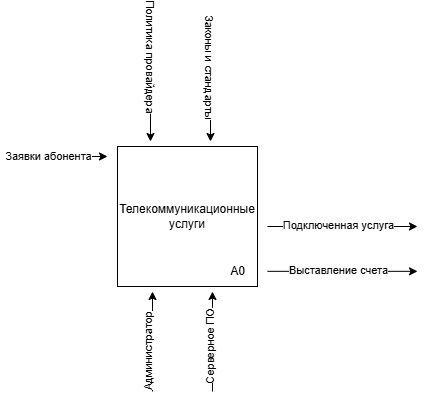 Политика провайдера
Законы и стандарты
Заявки абонента
Телекоммуникационные
услуги
Подключенная услуга
A0
Выставление счета
Администратор
Серверное ПО